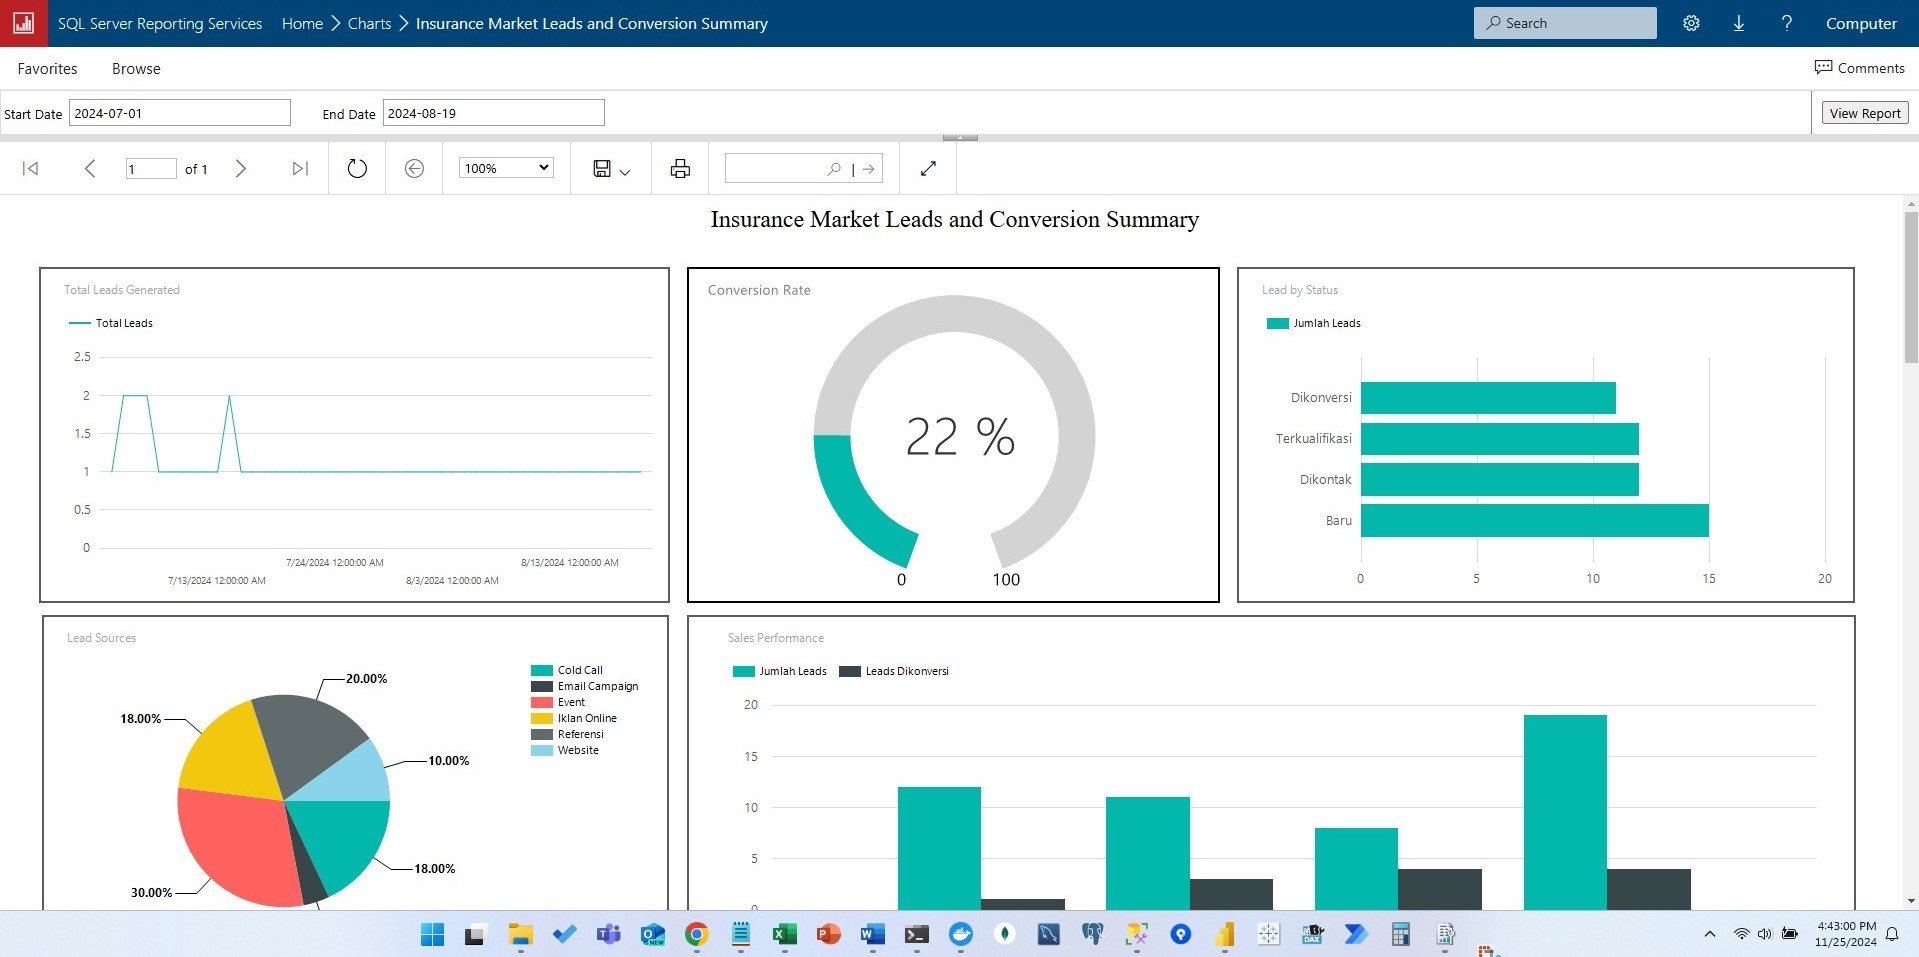 SQL Server Reporting Services Home Charts Insurance Market Leads and Conversion Summary Search ? Computer
Favorites Browse Comments
Start Date 2024-07-01 End Date 2024-08-19 View Report
1 of 1 100%
Insurance Market Leads and Conversion Summary
Total Leads Generated
Total Leads
2.5
2
1.5
1
0.5
0
7/24/2024 12:00:00 AM 8/13/2024 12:00:00 AM
7/13/2024 12:00:00 AM 8/3/2024 12:00:00 AM
Conversion Rate
22 %
0 100
Lead by Status
Jumlah Leads
Dikonversi
Terkualifikasi
Dikontak
Baru
0 5 10 15 20
Lead Sources
Cold Call
Email Campaign
Event
Iklan Online
Referensi
Website
20.00%
18.00%
10.00%
18.00%
30.00%
Sales Performance
Jumlah Leads Leads Dikonversi
20
15
10
5
0
4:43:00 PM
11/25/2024